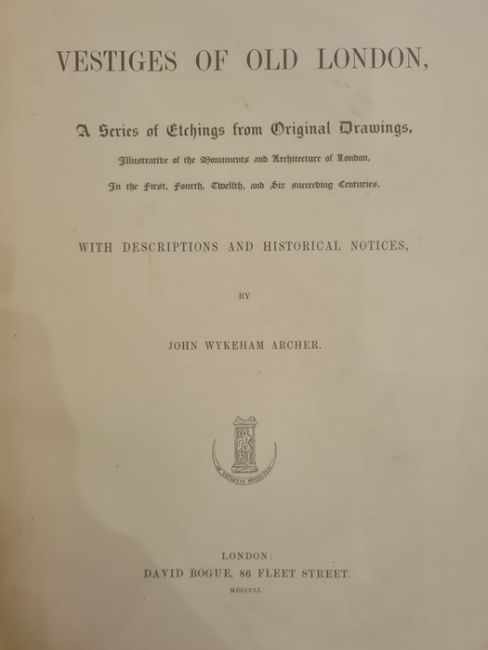 VESTIGES OF OLD LONDON,
A Series of Etchings from Original Drawings,
Illustrative of the Monuments and Architecture of London,
In the First, Fourth, Twelfth, and Six succeeding Centuries,
WITH DESCRIPTIONS AND HISTORICAL NOTICES,
BY
JOHN WYKEHAM ARCHER.
LONDON:
DAVID BOGUE, 86 FLEET STREET.
MDCCCLI.